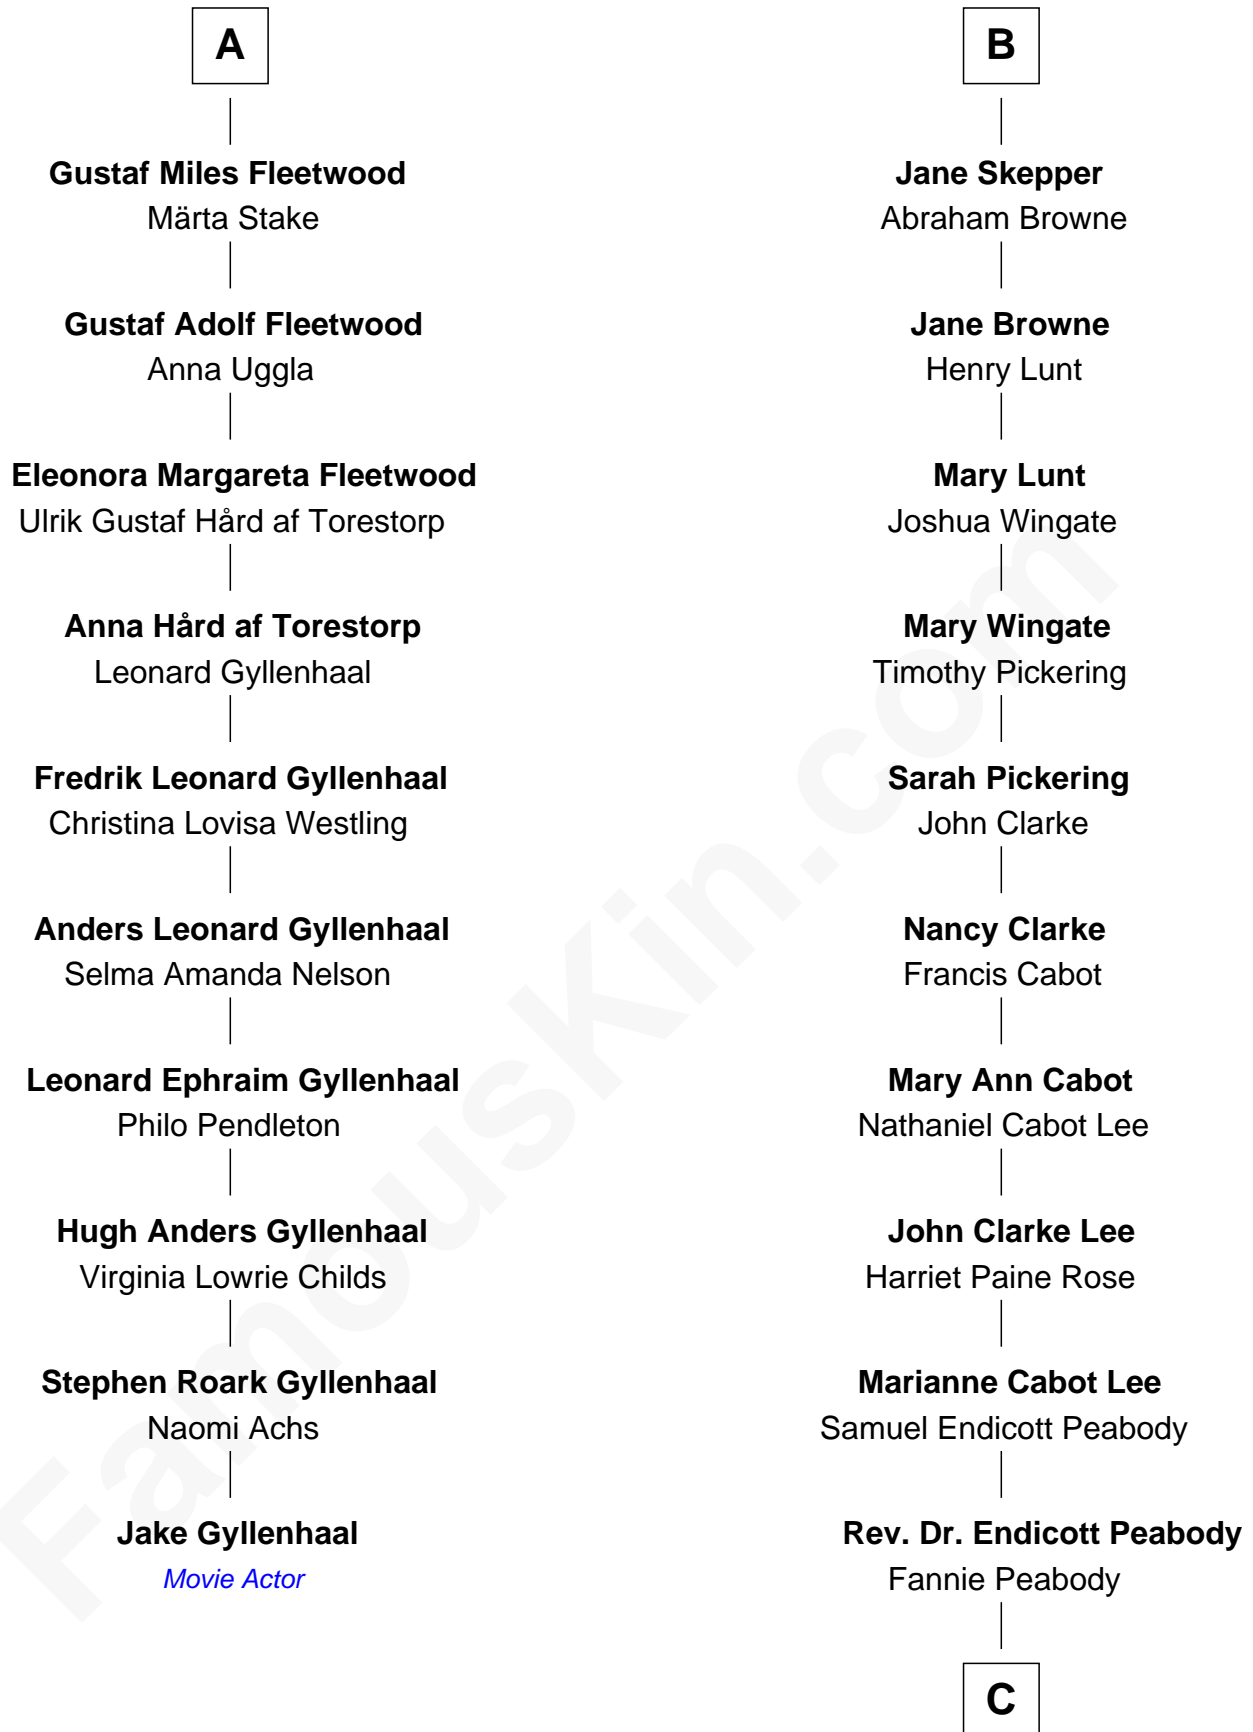 A
Gustaf Miles Fleetwood
Märta Stake
Gustaf Adolf Fleetwood
Anna Uggla
Eleonora Margareta Fleetwood
Ulrik Gustaf Hård af Torestorp
Anna Hård af Torestorp
Leonard Gyllenhaal
Fredrik Leonard Gyllenhaal
Christina Lovisa Westling
Anders Leonard Gyllenhaal
Selma Amanda Nelson
Leonard Ephraim Gyllenhaal
Philo Pendleton
Hugh Anders Gyllenhaal
Virginia Lowrie Childs
Stephen Roark Gyllenhaal
Naomi Achs
Jake Gyllenhaal
Movie Actor
B
Jane Skepper
Abraham Browne
Jane Browne
Henry Lunt
Mary Lunt
Joshua Wingate
Mary Wingate
Timothy Pickering
Sarah Pickering
John Clarke
Nancy Clarke
Francis Cabot
Mary Ann Cabot
Nathaniel Cabot Lee
John Clarke Lee
Harriet Paine Rose
Marianne Cabot Lee
Samuel Endicott Peabody
Rev. Dr. Endicott Peabody
Fannie Peabody
C
FamousKin.com